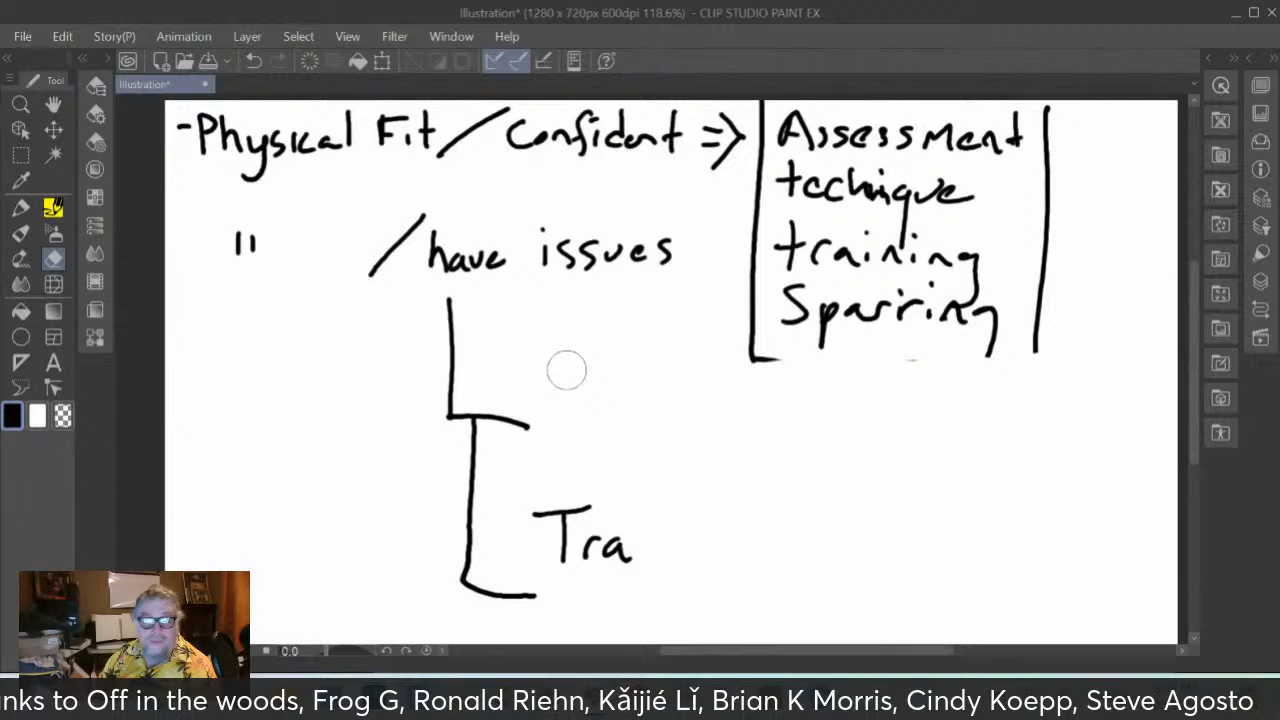 Illustration* (1280 x 720px 600dpi 118.6%) - CLIP STUDIO PAINT EX
File Edit Story(P) Animation Layer Select View Filter Window Help
Tool
Illustration*
-Physical Fit / Confident => Assessment
technique
" / have issues
training
Sparring
Tra
0.0
nks to Off in the woods, Frog G, Ronald Riehn, Kǎijié Lǐ, Brian K Morris, Cindy Koepp, Steve Agosto